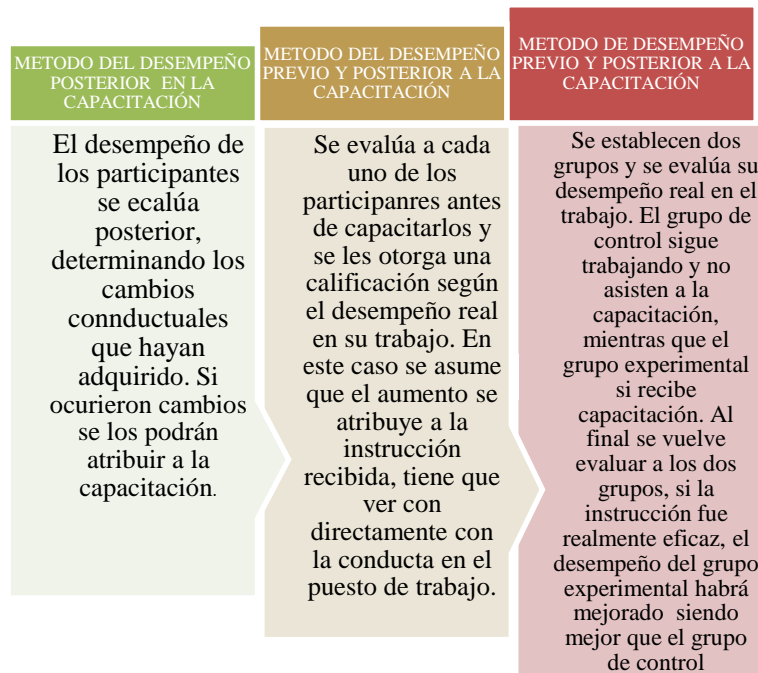 METODO DEL DESEMPEÑO
POSTERIOR EN LA
CAPACITACIÓN
El desempeño de
los participantes
se ecalúa
posterior,
determinando los
cambios
connductuales
que hayan
adquirido. Si
ocurieron cambios
se los podrán
atribuir a la
capacitación.
METODO DEL DESEMPEÑO
PREVIO Y POSTERIOR A LA
CAPACITACIÓN
Se evalúa a cada
uno de los
participanres antes
de capacitarlos y
se les otorga una
calificación según
el desempeño real
en su trabajo. En
este caso se asume
que el aumento se
atribuye a la
instrucción
recibida, tiene que
ver con
directamente con
la conducta en el
puesto de trabajo.
METODO DE DESEMPEÑO
PREVIO Y POSTERIOR A LA
CAPACITACIÓN
Se establecen dos
grupos y se evalúa su
desempeño real en el
trabajo. El grupo de
control sigue
trabajando y no
asisten a la
capacitación,
mientras que el
grupo experimental
si recibe
capacitación. Al
final se vuelve
evaluar a los dos
grupos, si la
instrucción fue
realmente eficaz, el
desempeño del grupo
experimental habrá
mejorado siendo
mejor que el grupo
de control